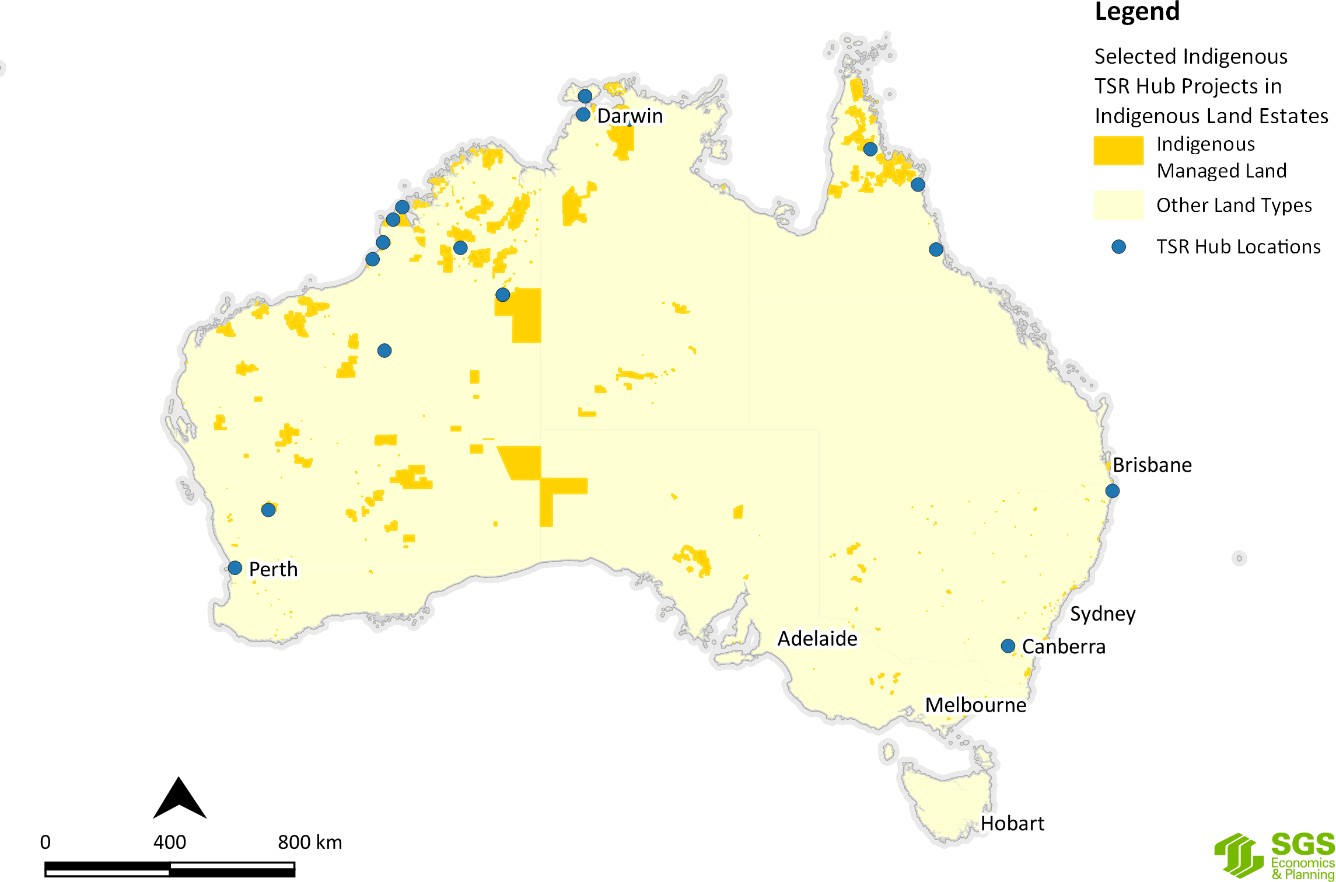 Legend
Selected Indigenous
TSR Hub Projects in
Indigenous Land Estates
Indigenous
Managed Land
Other Land Types
TSR Hub Locations
Darwin
Brisbane
Perth
Sydney
Adelaide
Canberra
Melbourne
Hobart
0 400 800 km
SGS
Economics
& Planning